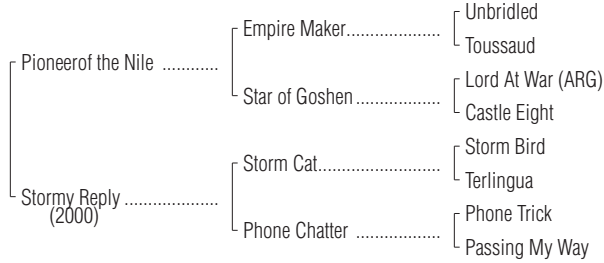 Unbridled
Empire Maker....................
Toussaud
Pioneerof the Nile ............
Lord At War (ARG)
Star of Goshen ..................
Castle Eight
Storm Bird
Storm Cat..........................
Terlingua
Stormy Reply ....................
(2000)
Phone Trick
Phone Chatter ..................
Passing My Way